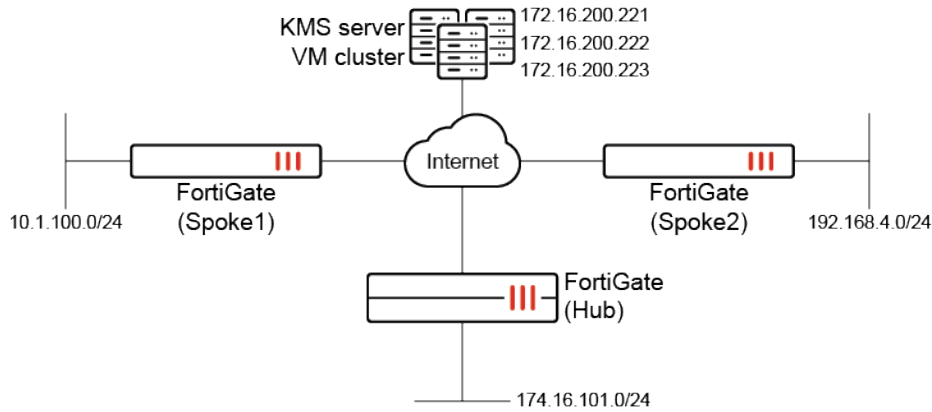 KMS server
VM cluster
172.16.200.221
172.16.200.222
172.16.200.223
Internet
FortiGate
(Spoke1)
10.1.100.0/24
FortiGate
(Spoke2)
192.168.4.0/24
FortiGate
(Hub)
174.16.101.0/24